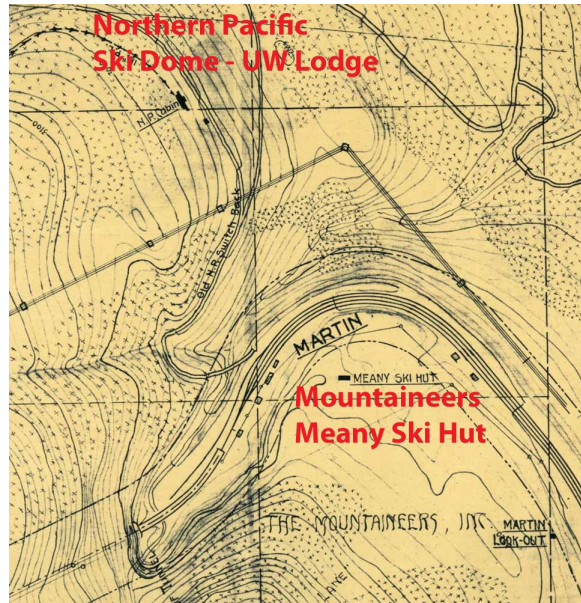 Northern Pacific
Ski Dome - UW Lodge
N.P. Cabin
5100
Old N.P. Switch Back
MARTIN
MEANY SKI HUT
Mountaineers
Meany Ski Hut
THE MOUNTAINEERS, INC.
MARTIN
LOOK-OUT